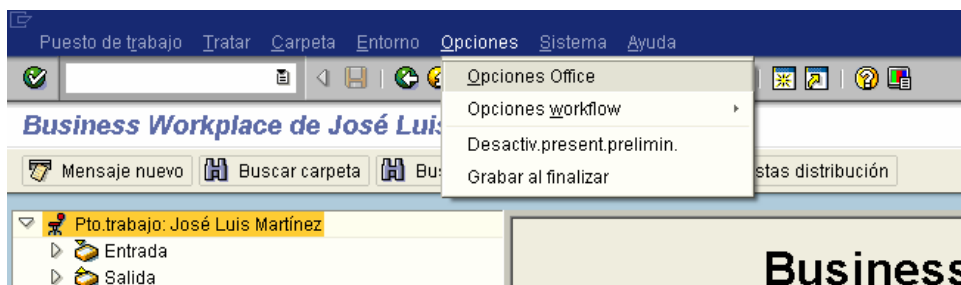 Puesto de trabajo Tratar Carpeta Entorno Opciones Sistema Ayuda
Opciones Office
Opciones workflow
Desactiv.present.prelimin.
Grabar al finalizar
Business Workplace de José Luis
Mensaje nuevo Buscar carpeta Bu stas distribución
Pto.trabajo: José Luis Martínez
Entrada
Salida
Business